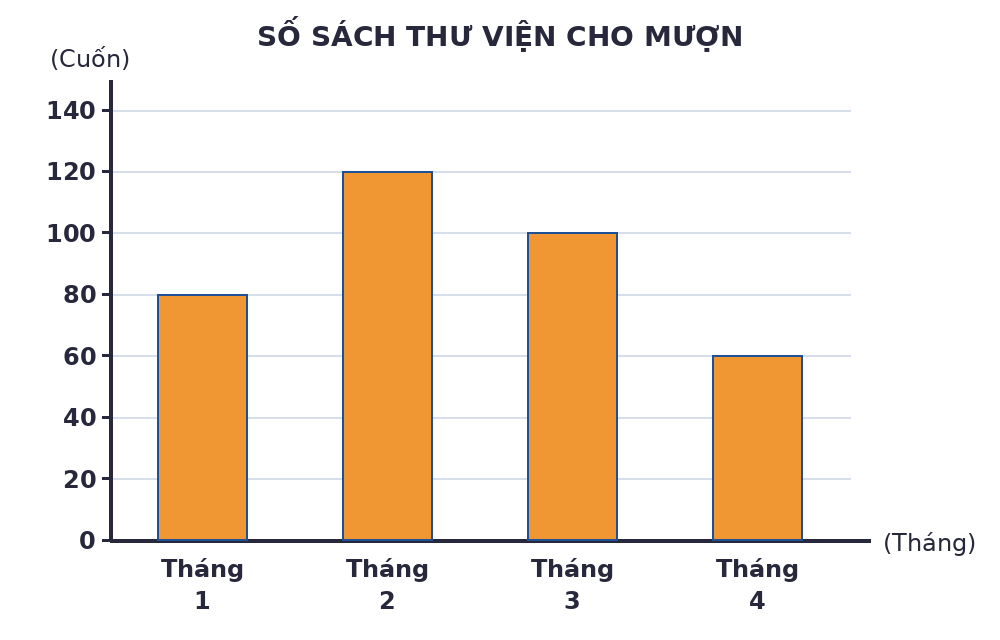 SỐ SÁCH THƯ VIỆN CHO MƯỢN
(Cuốn)
140
120
100
80
60
40
20
0
(Tháng)
Tháng Tháng Tháng Tháng
1 2 3 4